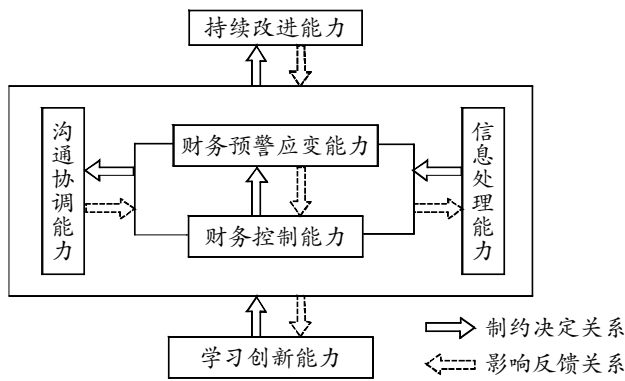 持续改进能力
沟通协调能力
财务预警应变能力
信息处理能力
财务控制能力
学习创新能力
制约决定关系
影响反馈关系